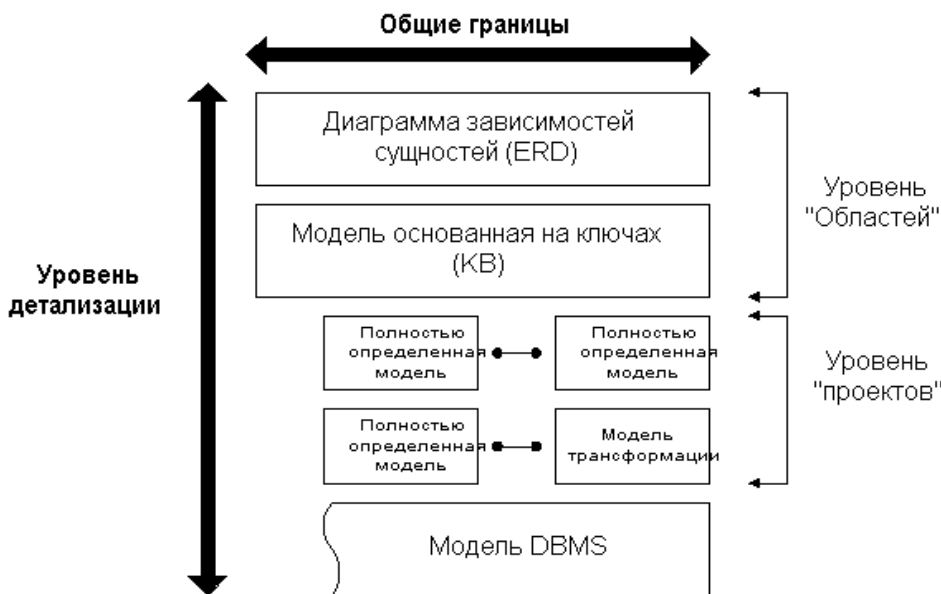 Общие границы
Диаграмма зависимостей
сущностей (ERD)
Модель основанная на ключах
(KB)
Уровень
"Областей"
Уровень
детализации
Полностью
определенная
модель
Полностью
определенная
модель
Уровень
"проектов"
Полностью
определенная
модель
Модель
трансформации
Модель DBMS